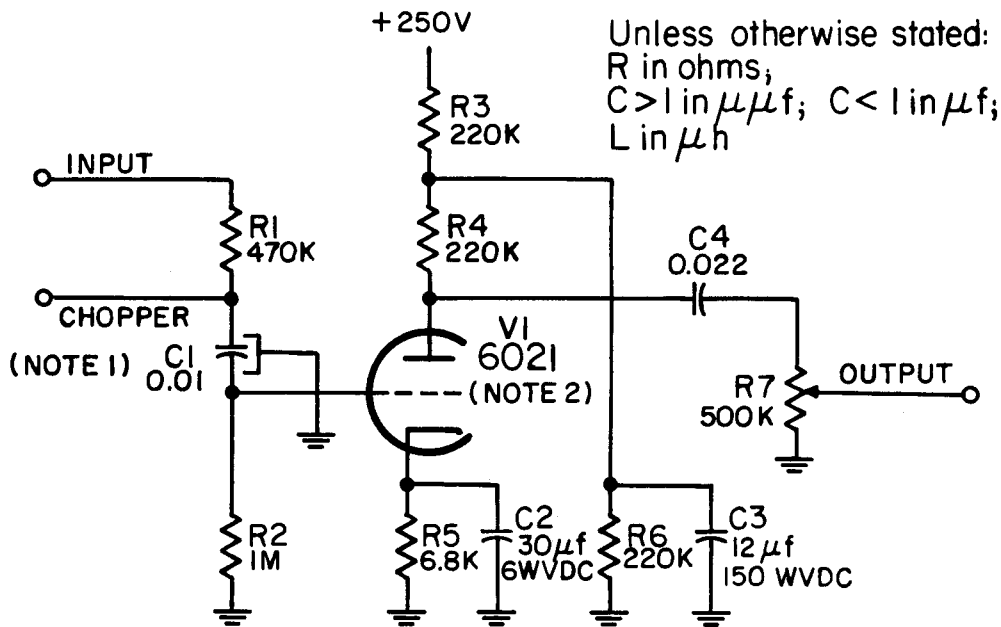 +250V
Unless otherwise stated:
R in ohms;
C>1 in μμf; C<1 in μf;
L in μh
R3
220K
INPUT
R1
470K
R4
220K
C4
0.022
CHOPPER
(NOTE 1)
C1
0.01
V1
6021
(NOTE 2)
R7
500K
OUTPUT
R2
1M
R5
6.8K
C2
30μf
6WVDC
R6
220K
C3
12μf
150 WVDC